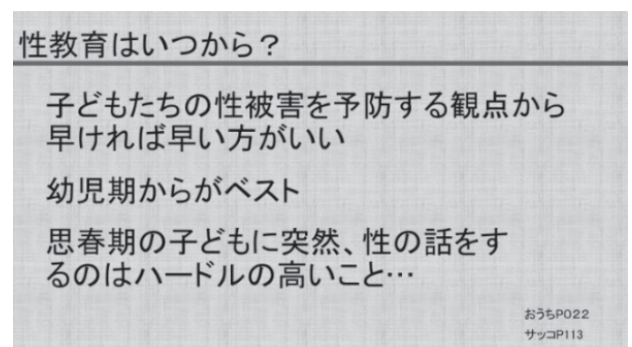 性教育はいつから？
子どもたちの性被害を予防する観点から
早ければ早い方がいい
幼児期からがベスト
思春期の子どもに突然、性の話をす
るのはハードルの高いこと…
おうちP022
サッコP113